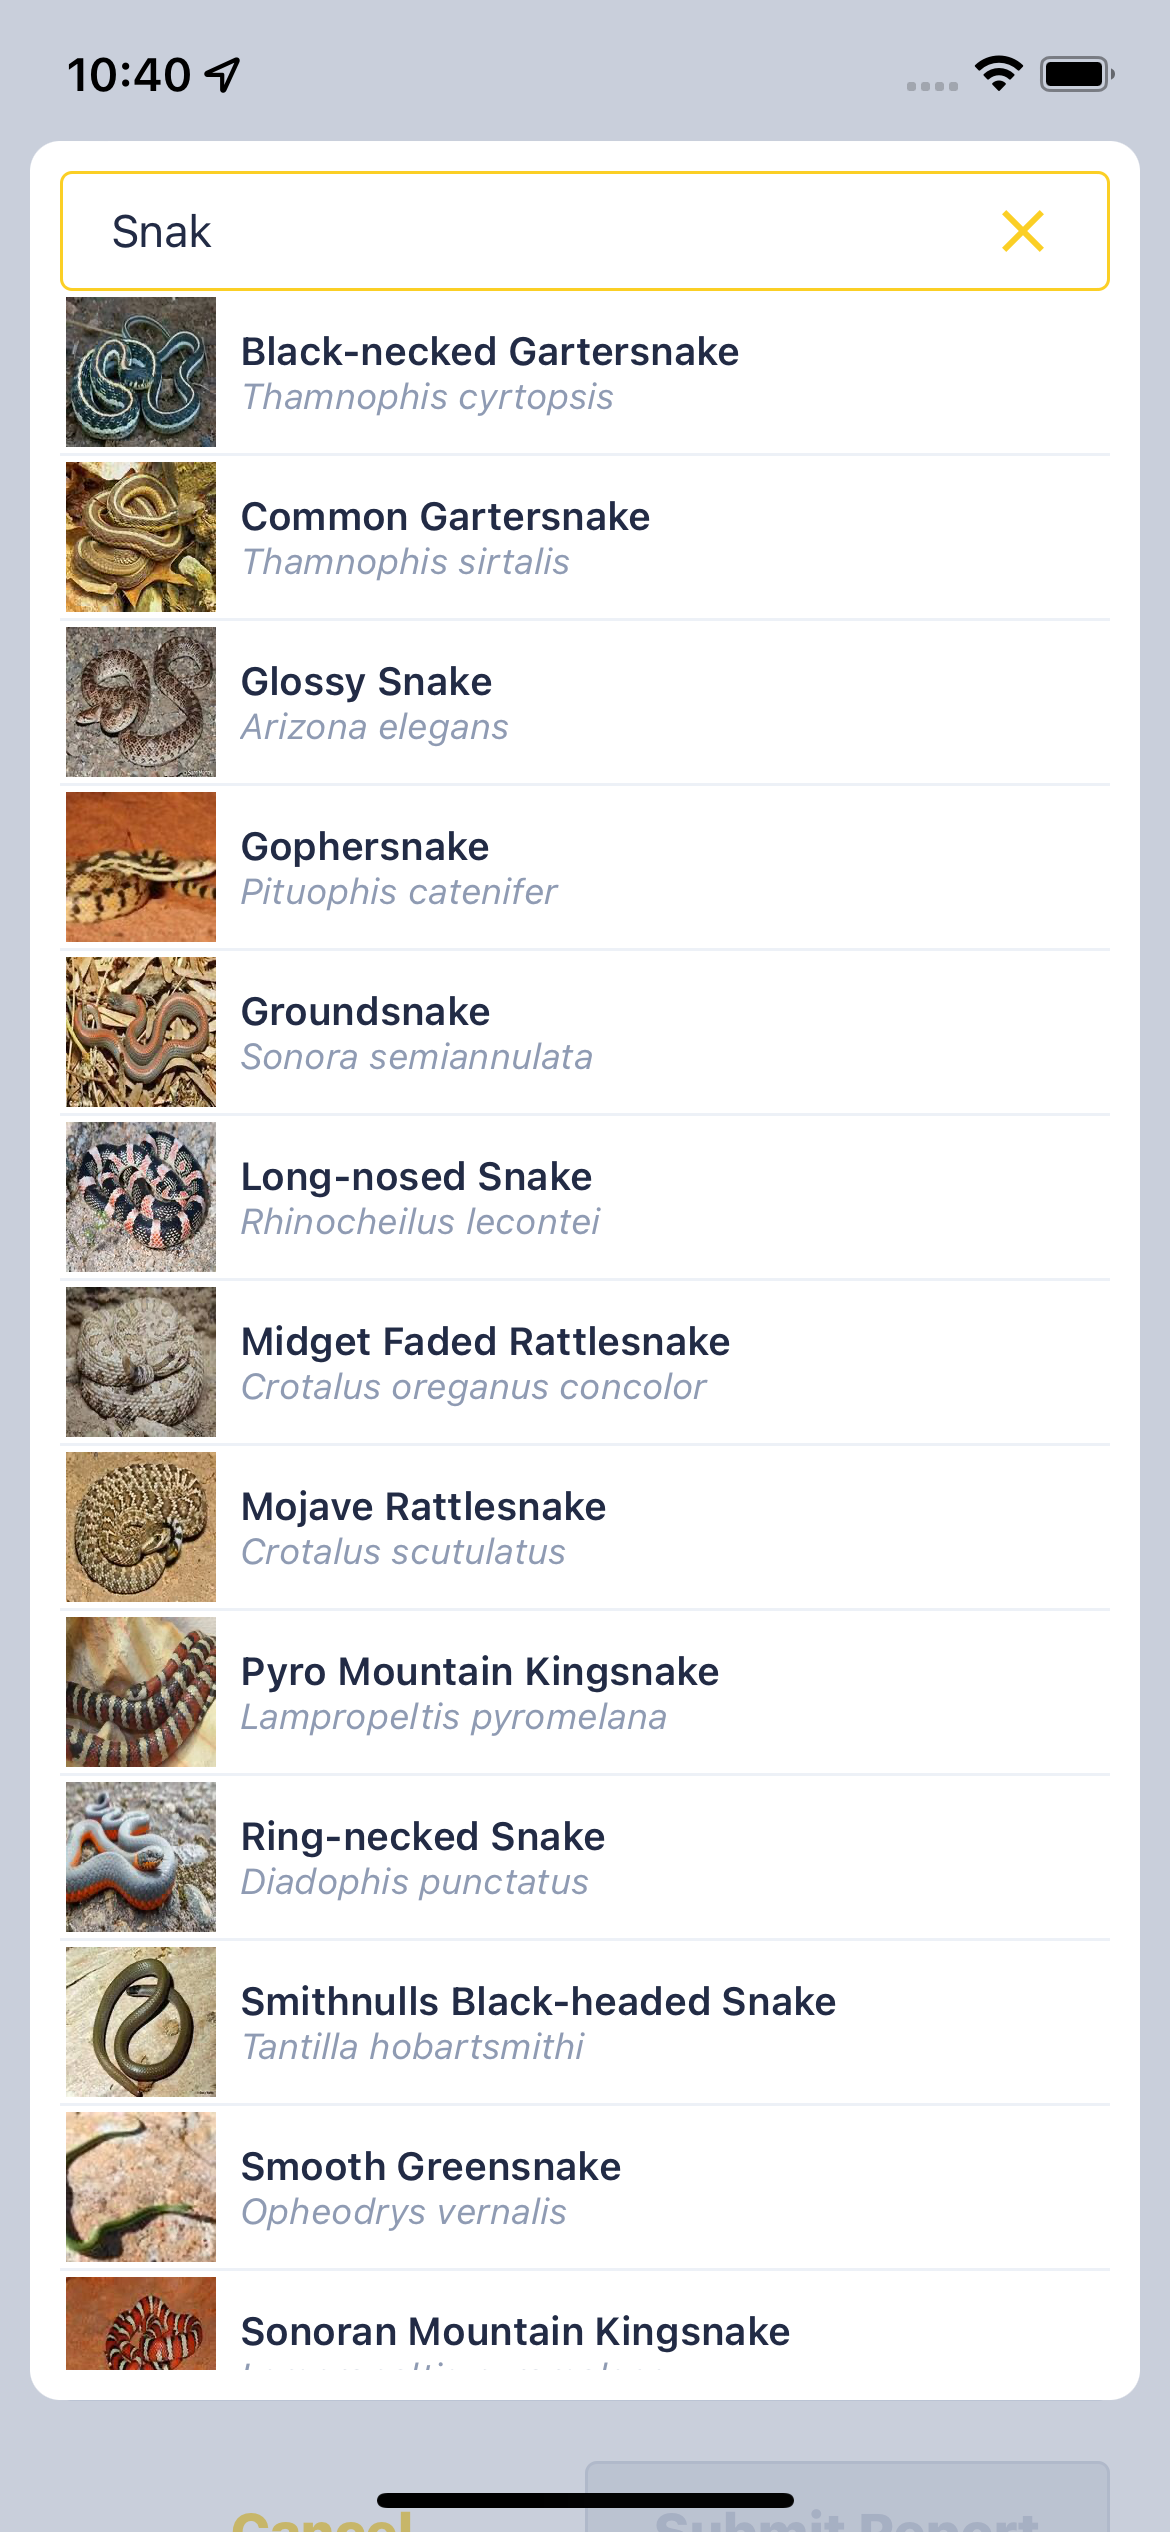 10:40
Snak
Black-necked Gartersnake
Thamnophis cyrtopsis
Common Gartersnake
Thamnophis sirtalis
Glossy Snake
Arizona elegans
Gophersnake
Pituophis catenifer
Groundsnake
Sonora semiannulata
Long-nosed Snake
Rhinocheilus lecontei
Midget Faded Rattlesnake
Crotalus oreganus concolor
Mojave Rattlesnake
Crotalus scutulatus
Pyro Mountain Kingsnake
Lampropeltis pyromelana
Ring-necked Snake
Diadophis punctatus
Smithnulls Black-headed Snake
Tantilla hobartsmithi
Smooth Greensnake
Opheodrys vernalis
Sonoran Mountain Kingsnake
Cancel
Submit Report